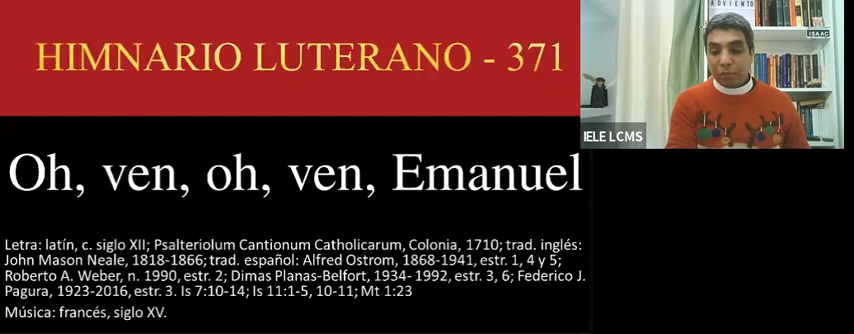 HIMNARIO LUTERANO - 371
Oh, ven, oh, ven, Emanuel
Letra: latín, c. siglo XII; Psalteriolum Cantionum Catholicarum, Colonia, 1710; trad. inglés:
John Mason Neale, 1818-1866; trad. español: Alfred Ostrom, 1868-1941, estr. 1, 4 y 5;
Roberto A. Weber, n. 1990, estr. 2; Dimas Planas-Belfort, 1934- 1992, estr. 3, 6; Federico J.
Pagura, 1923-2016, estr. 3. Is 7:10-14; Is 11:1-5, 10-11; Mt 1:23
Música: francés, siglo XV.
ADVIENTO
ISAAC
IELE LCMS